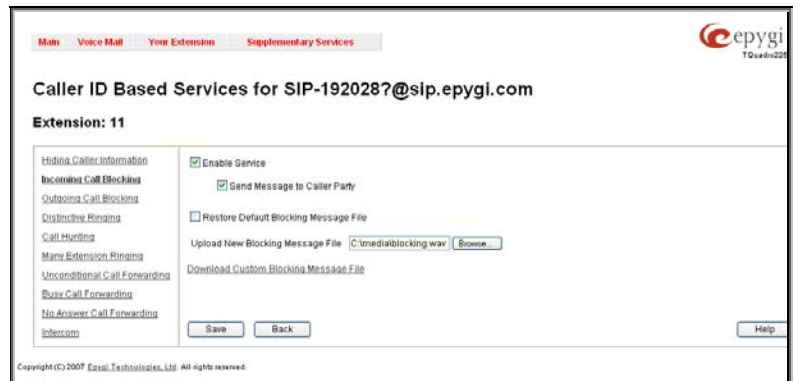 Main Voice Mail Your Extension Supplementary Services
epygi
TQuadro
Caller ID Based Services for SIP-192028?@sip.epygi.com
Extension: 11
Hiding Caller Information
Incoming Call Blocking
Outgoing Call Blocking
Distinctive Ringing
Call Hunting
Many Extension Ringing
Unconditional Call Forwarding
Busy Call Forwarding
No Answer Call Forwarding
Intercom
Enable Service
Send Message to Caller Party
Restore Default Blocking Message File
Upload New Blocking Message File C:\media\blocking.wav Browse...
Download Custom Blocking Message File
Save Back Help
Copyright (C) 2007 Epygi Technologies, Ltd. All rights reserved.